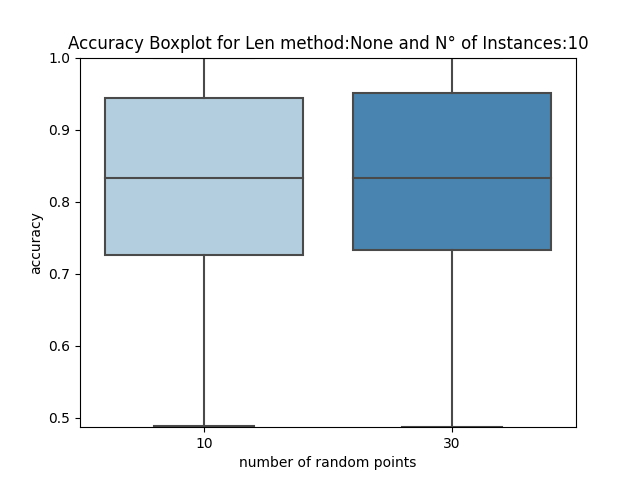 Accuracy Boxplot for Len method:None and N° of Instances:10
1.0
0.9
0.8
0.7
0.6
0.5
accuracy
10 30
number of random points